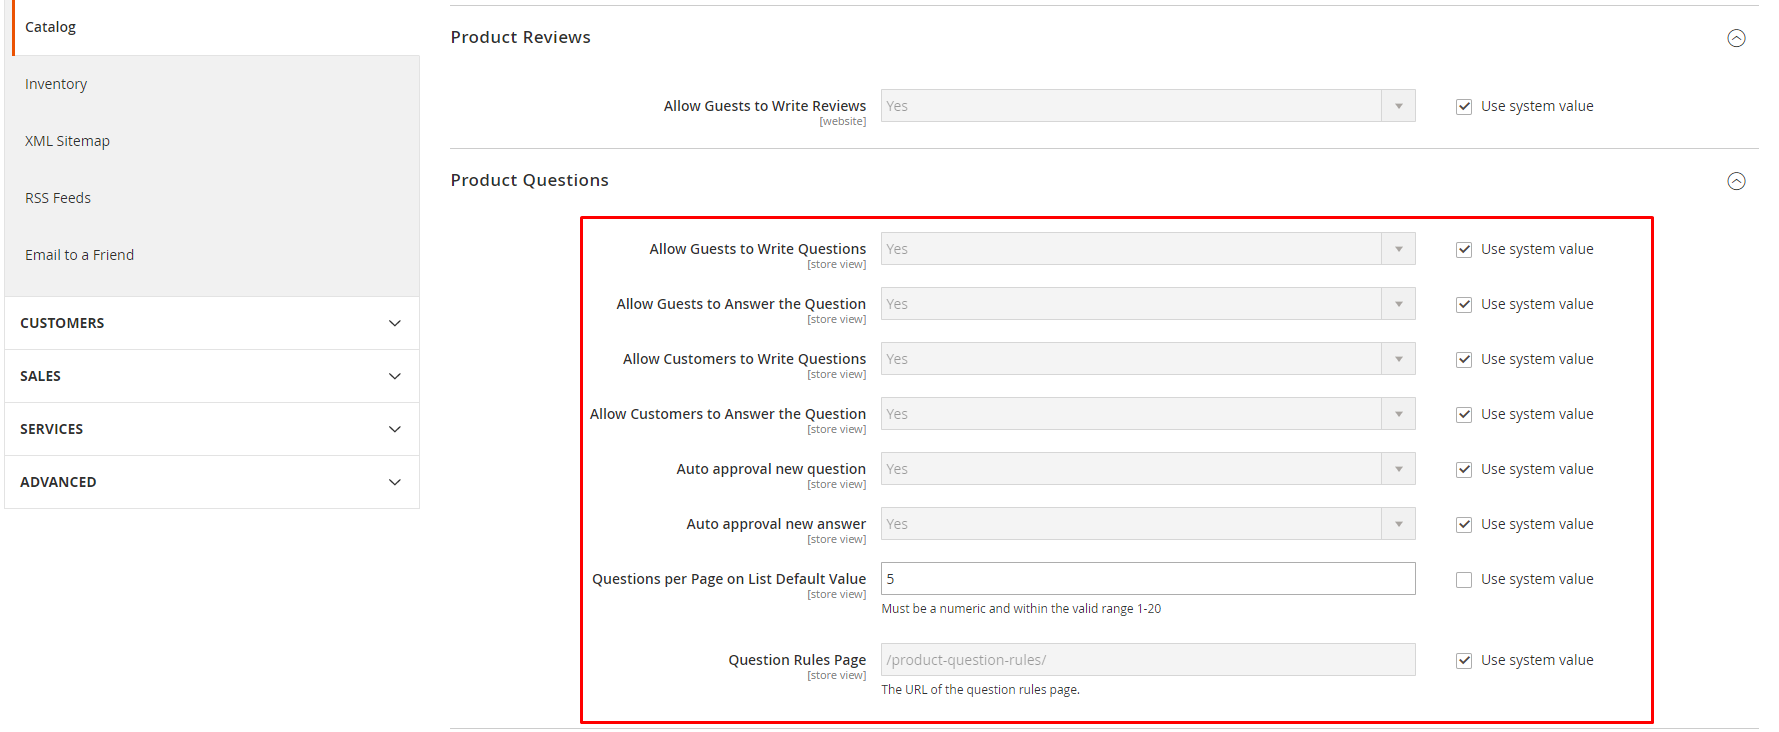 Catalog
Inventory
XML Sitemap
RSS Feeds
Email to a Friend
CUSTOMERS
SALES
SERVICES
ADVANCED
Product Reviews
Allow Guests to Write Reviews Yes Use system value
[website]
Product Questions
Allow Guests to Write Questions Yes Use system value
[store view]
Allow Guests to Answer the Question Yes Use system value
[store view]
Allow Customers to Write Questions Yes Use system value
[store view]
Allow Customers to Answer the Question Yes Use system value
[store view]
Auto approval new question Yes Use system value
[store view]
Auto approval new answer Yes Use system value
[store view]
Questions per Page on List Default Value 5 Use system value
[store view]
Must be a numeric and within the valid range 1-20
Question Rules Page /product-question-rules/ Use system value
[store view]
The URL of the question rules page.